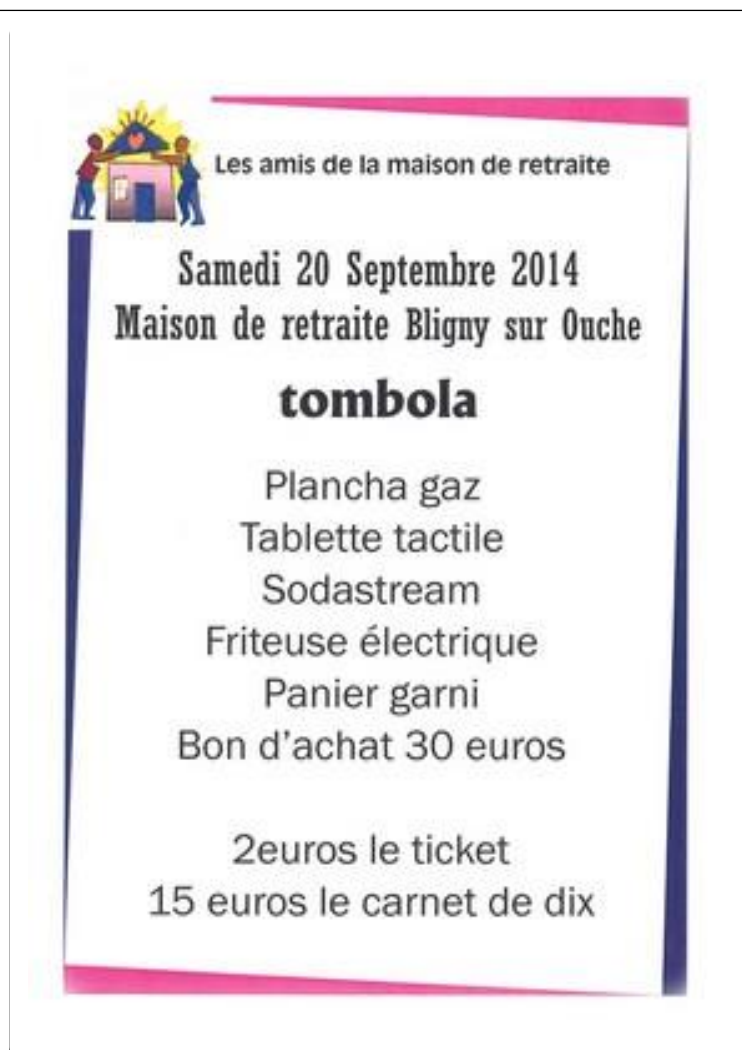 Les amis de la maison de retraite
Samedi 20 Septembre 2014
Maison de retraite Bligny sur Ouche
tombola
Plancha gaz
Tablette tactile
Sodastream
Friteuse électrique
Panier garni
Bon d'achat 30 euros
2euros le ticket
15 euros le carnet de dix